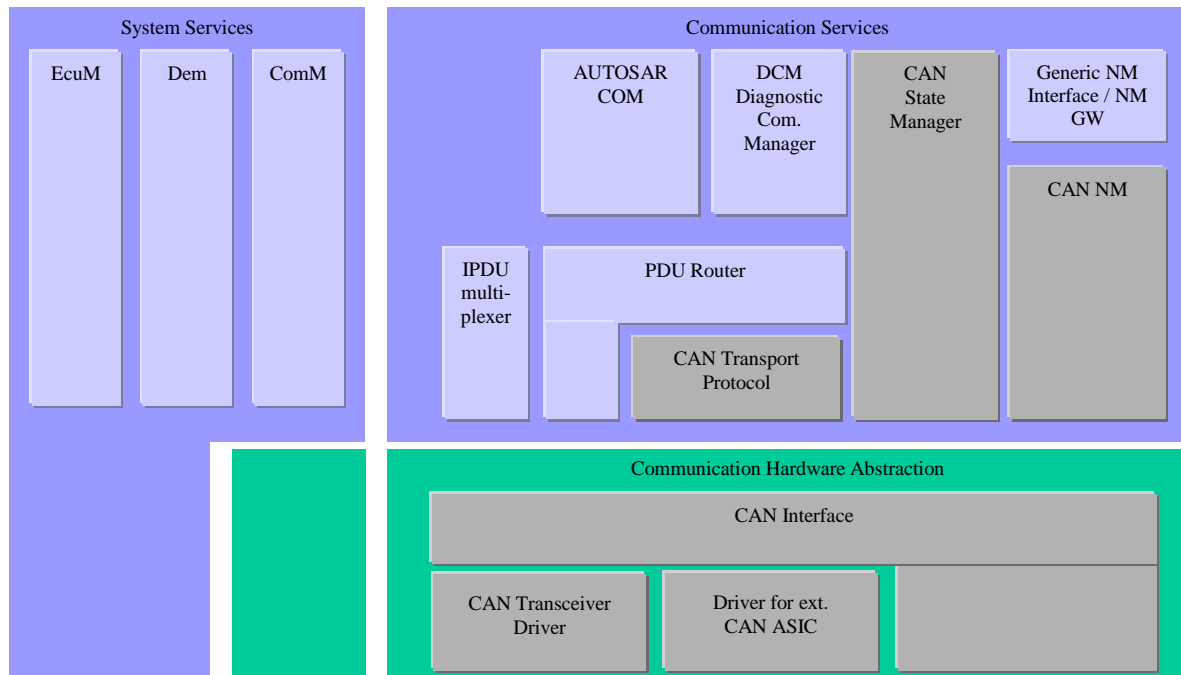 System Services
EcuM
Dem
ComM
Communication Services
AUTOSAR
COM
DCM
Diagnostic
Com.
Manager
CAN
State
Manager
Generic NM
Interface / NM
GW
CAN NM
IPDU
multi-
plexer
PDU Router
CAN Transport
Protocol
Communication Hardware Abstraction
CAN Interface
CAN Transceiver
Driver
Driver for ext.
CAN ASIC